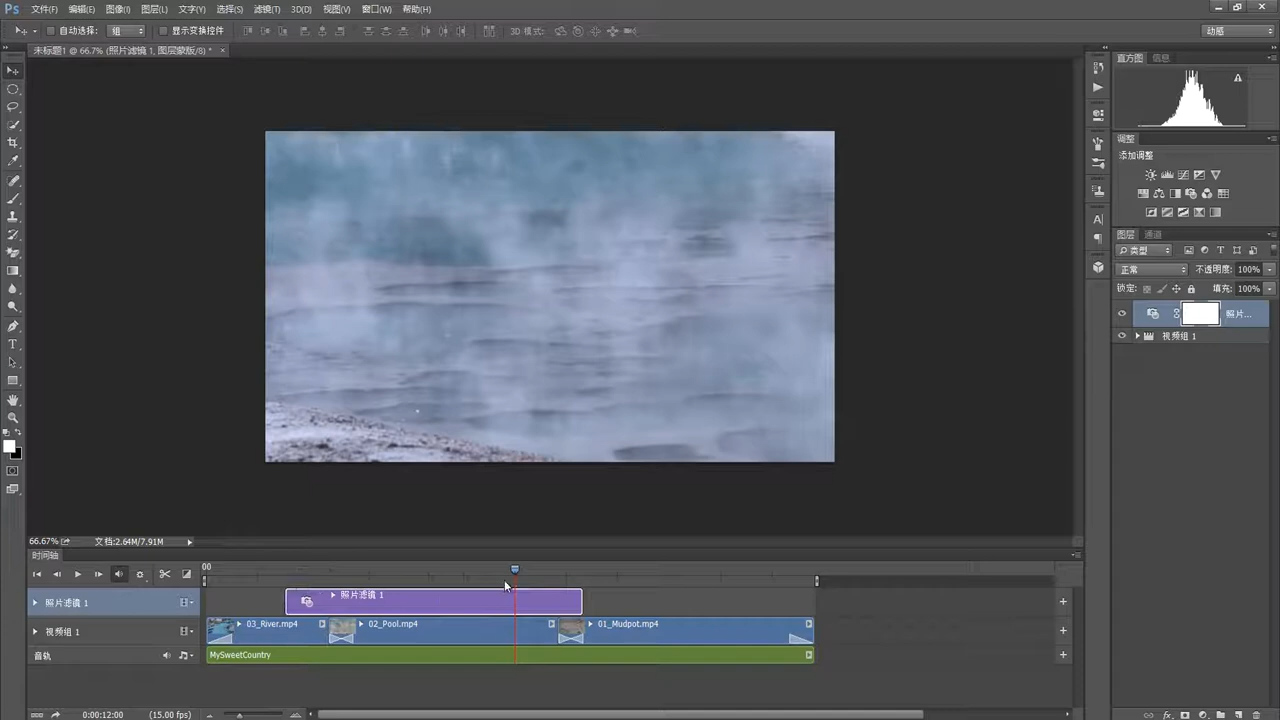 Ps 文件(F) 编辑(E) 图像(I) 图层(L) 文字(Y) 选择(S) 滤镜(T) 3D(D) 视图(V) 窗口(W) 帮助(H)
自动选择: 组 显示变换控件 3D 模式: 动感
未标题1 @ 66.7% (照片滤镜 1, 图层蒙版/8) * ×
直方图 信息
调整
添加调整
图层 通道
类型
正常 不透明度: 100%
锁定: 填充: 100%
照片...
视频组 1
66.67% 文档:2.64M/7.91M
时间轴
00
照片滤镜 1 照片滤镜 1
视频组 1 03_River.mp4 02_Pool.mp4 01_Mudpot.mp4
音轨 MySweetCountry
0:00:12:00 (15.00 fps)